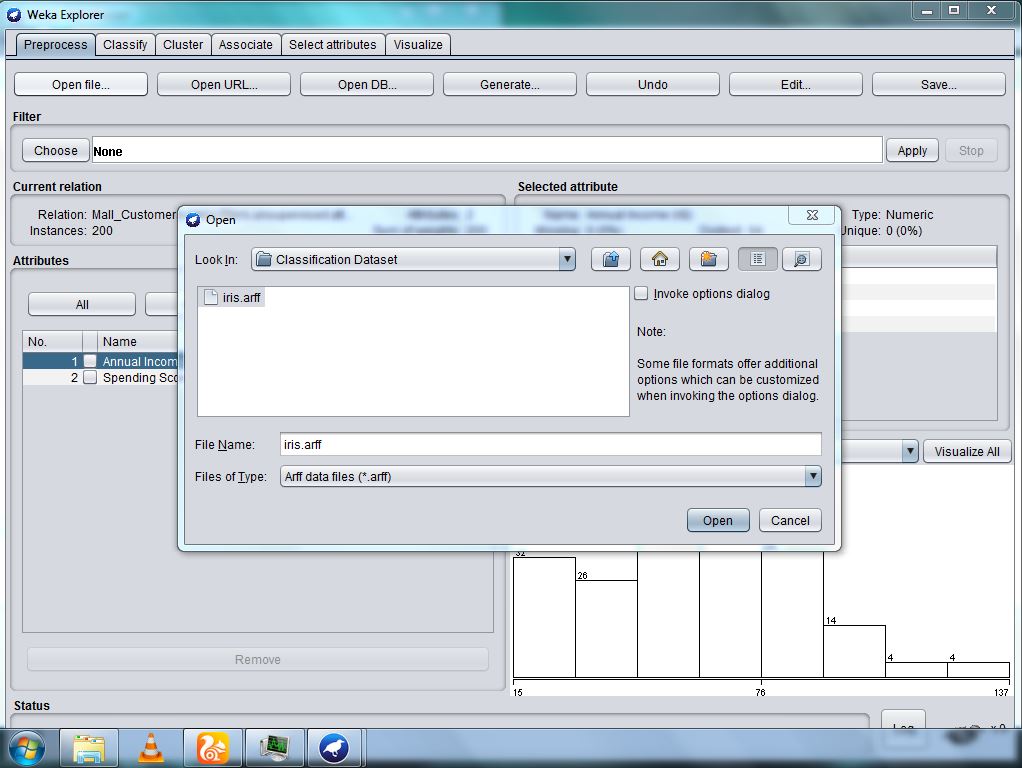 Weka Explorer
Preprocess Classify Cluster Associate Select attributes Visualize
Open file... Open URL... Open DB... Generate... Undo Edit... Save...
Filter
Choose None Apply Stop
Current relation Selected attribute
Relation: Mall_Customer Type: Numeric
Instances: 200 Unique: 0 (0%)
Attributes
All
No. Name
1 Annual Incom
2 Spending Sco
Remove
Open
Look In: Classification Dataset
iris.arff
Invoke options dialog
Note:
Some file formats offer additional
options which can be customized
when invoking the options dialog.
File Name: iris.arff
Files of Type: Arff data files (*.arff)
Open Cancel
Visualize All
32
26
14
4 4
15 76 137
Status
Log x 0